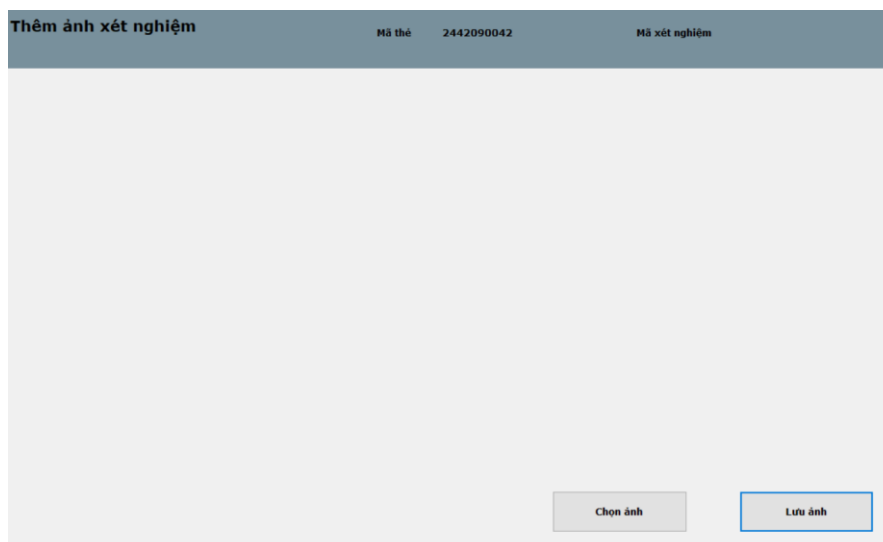 Thêm ảnh xét nghiệm
Mã thẻ 2442090042 Mã xét nghiệm
Chọn ảnh Lưu ảnh